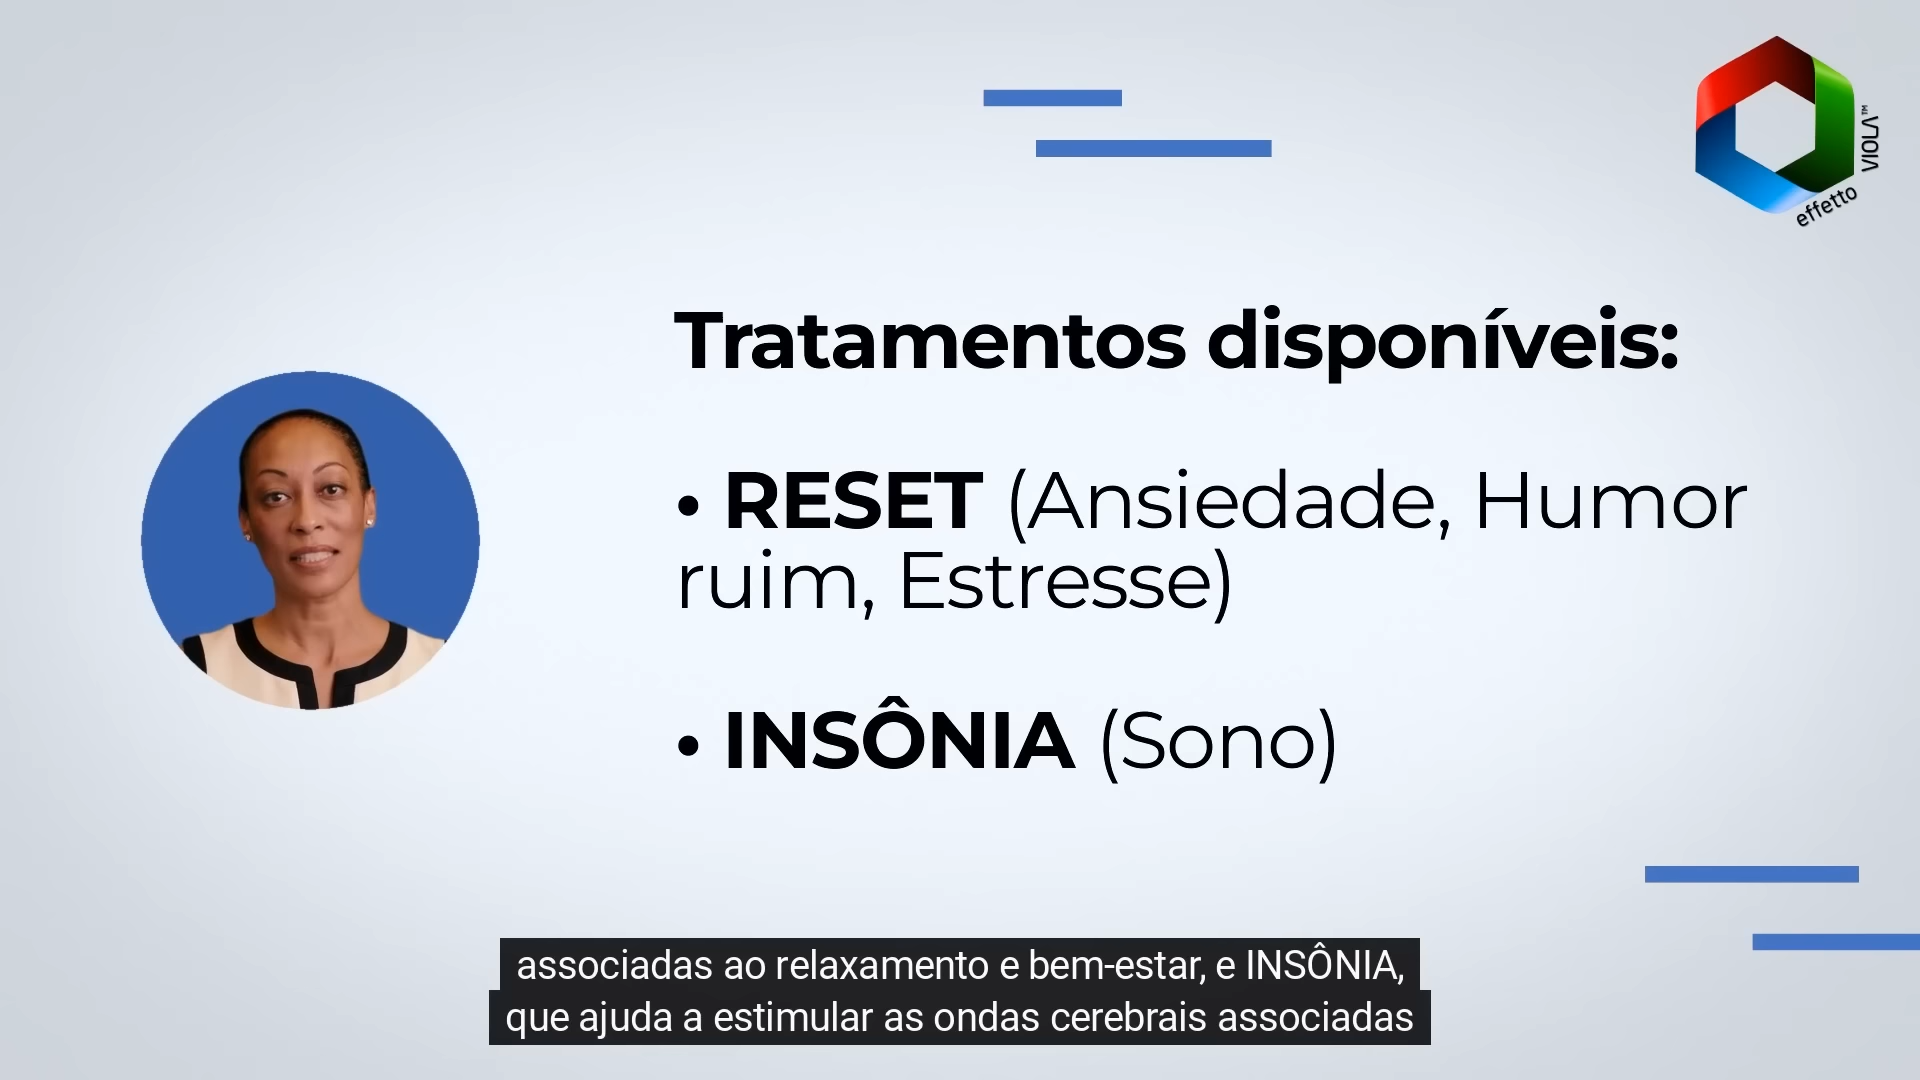 effetto VIOLA™
Tratamentos disponíveis:
• RESET (Ansiedade, Humor
ruim, Estresse)
• INSÔNIA (Sono)
associadas ao relaxamento e bem-estar, e INSÔNIA,
que ajuda a estimular as ondas cerebrais associadas